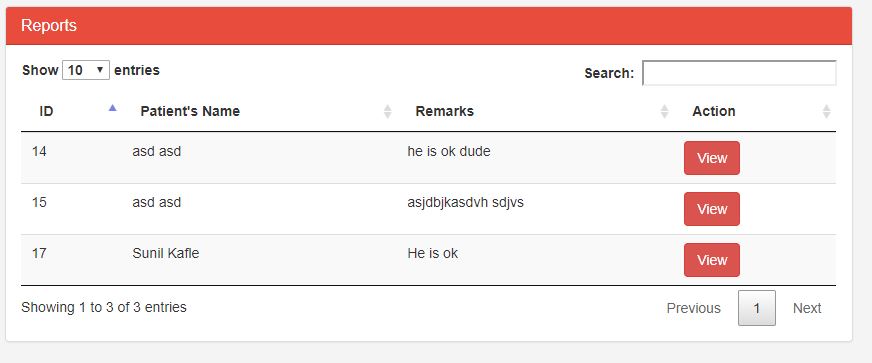 Reports
Show 10 entries Search:
ID Patient's Name Remarks Action
14 asd asd he is ok dude View
15 asd asd asjdbjkasdvh sdjvs View
17 Sunil Kafle He is ok View
Showing 1 to 3 of 3 entries Previous 1 Next